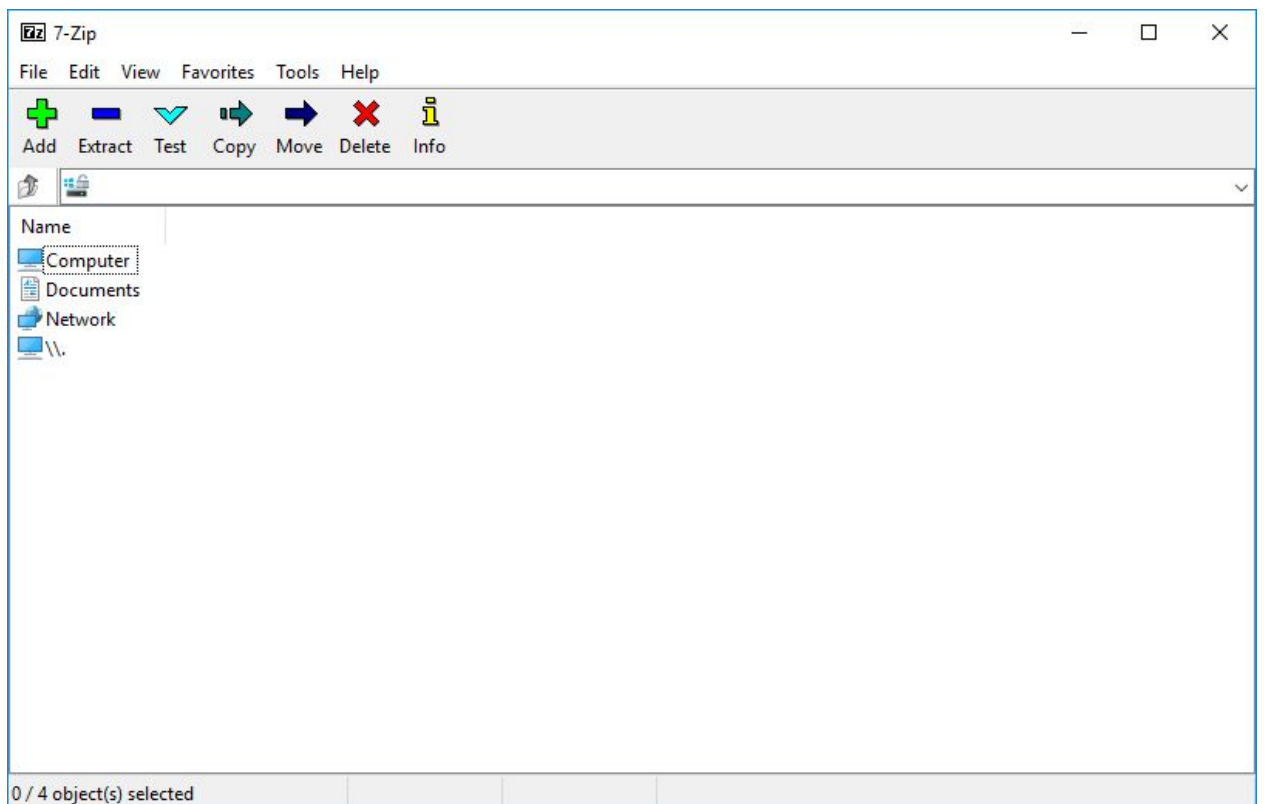 7z 7-Zip
File Edit View Favorites Tools Help
Add Extract Test Copy Move Delete Info
Name
Computer
Documents
Network
\\.
0 / 4 object(s) selected